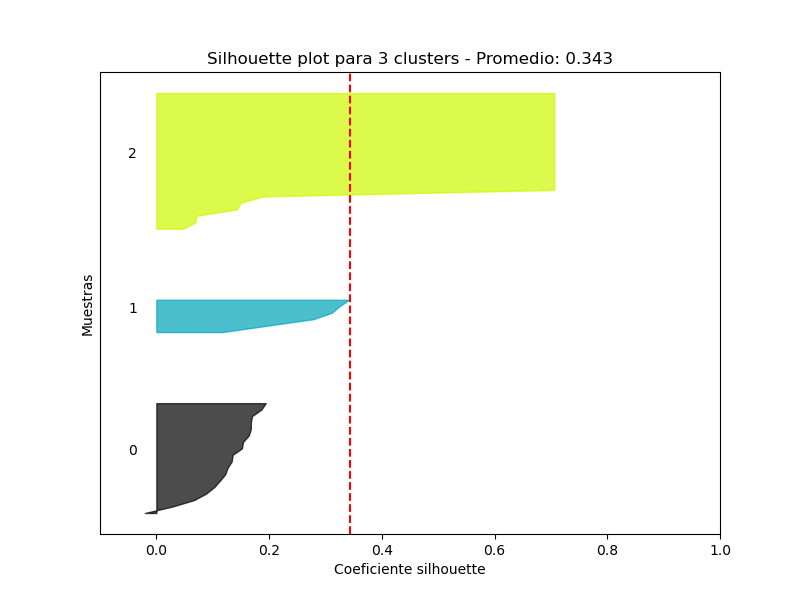 Silhouette plot para 3 clusters - Promedio: 0.343
2
1
0
Muestras
0.0 0.2 0.4 0.6 0.8 1.0
Coeficiente silhouette